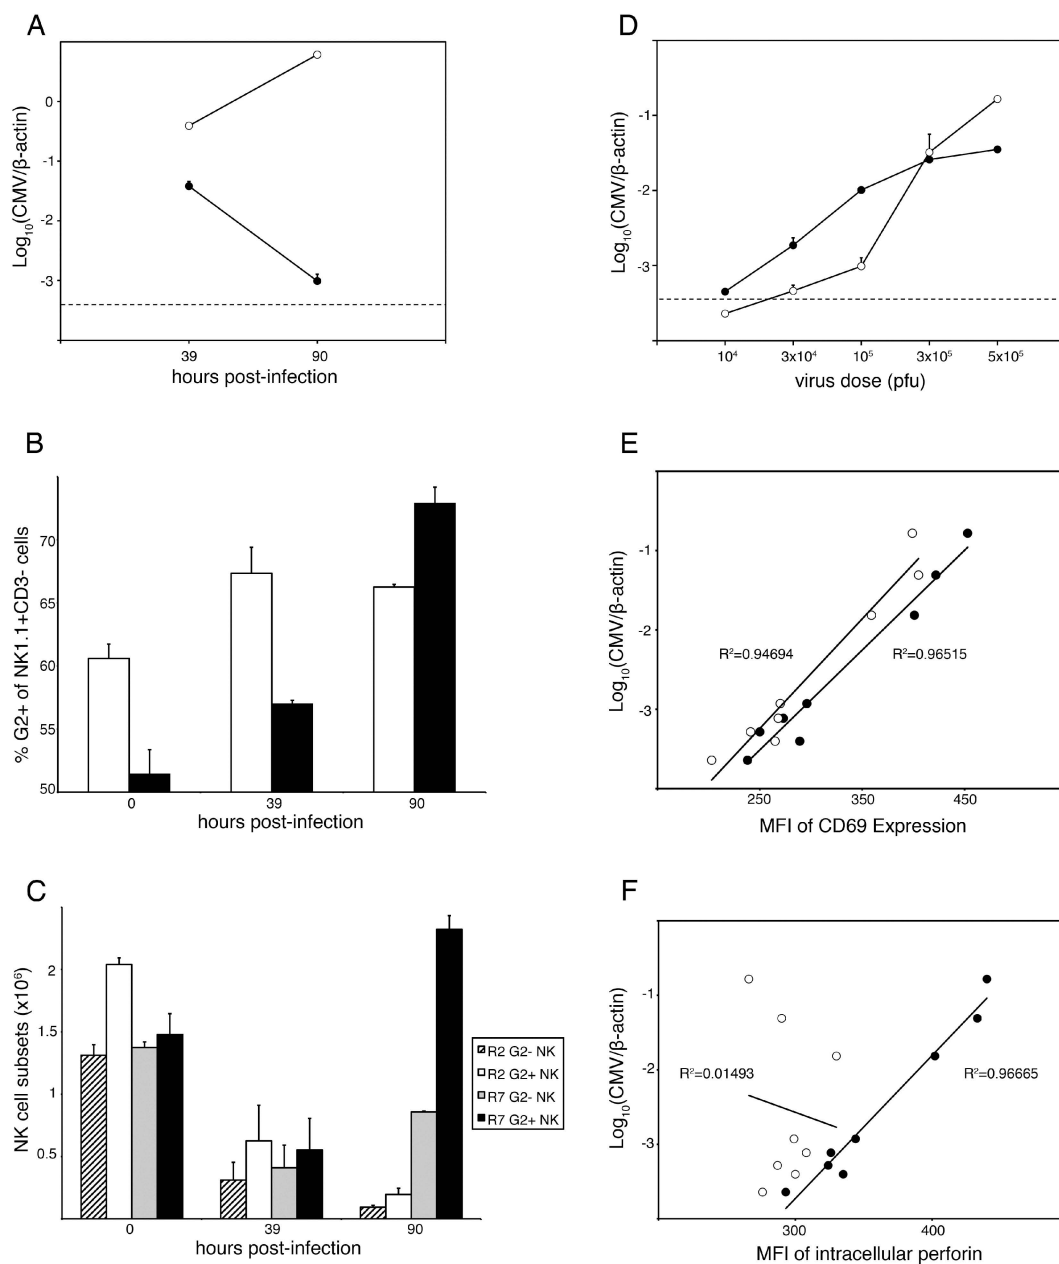 A
Log₁₀(CMV/β-actin)
0
-1
-2
-3
39
90
hours post-infection
B
% G2+ of NK1.1+CD3- cells
70
65
60
55
50
0
39
90
hours post-infection
C
NK cell subsets (x10⁶)
2
1.5
1
0.5
0
39
90
hours post-infection
R2 G2- NK
R2 G2+ NK
R7 G2- NK
R7 G2+ NK
D
Log₁₀(CMV/β-actin)
-1
-2
-3
10⁴
3x10⁴
10⁵
3x10⁵
5x10⁵
virus dose (pfu)
E
Log₁₀(CMV/β-actin)
-1
-2
-3
R²=0.94694
R²=0.96515
250
350
450
MFI of CD69 Expression
F
Log₁₀(CMV/β-actin)
-1
-2
-3
R²=0.01493
R²=0.96665
300
400
MFI of intracellular perforin